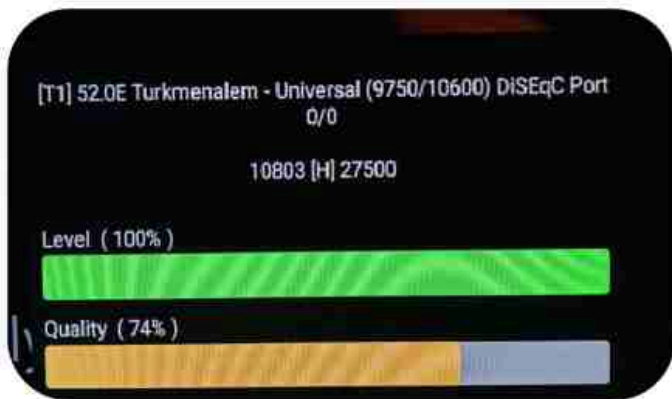 [T1] 52.0E Turkmenalem - Universal (9750/10600) DiSEqC Port
0/0
10803 [H] 27500
Level ( 100% )
Quality ( 74% )